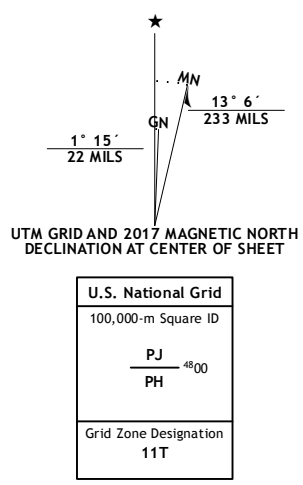 MN
GN
13° 6´
233 MILS
1° 15´
22 MILS
UTM GRID AND 2017 MAGNETIC NORTH
DECLINATION AT CENTER OF SHEET
U.S. National Grid
100,000-m Square ID
PJ
4800
PH
Grid Zone Designation
11T